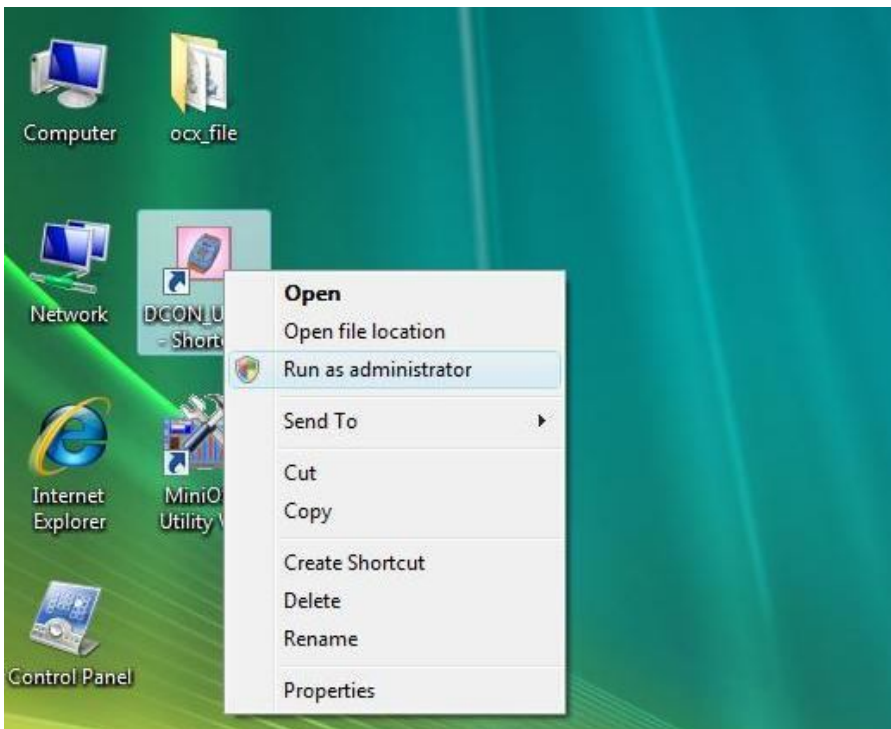 Computer
ocx_file
Network
DCON_U
- Short
Internet
Explorer
MiniO
Utility
Control Panel
Open
Open file location
Run as administrator
Send To
Cut
Copy
Create Shortcut
Delete
Rename
Properties